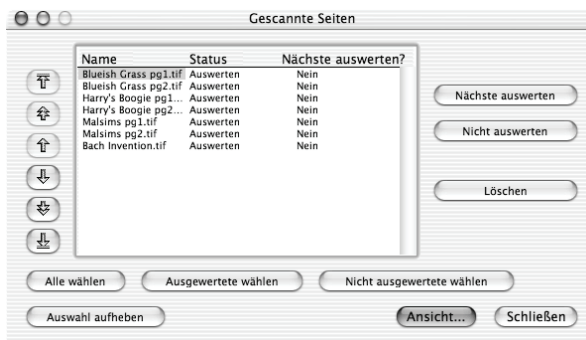 Gescannte Seiten
Name Status Nächste auswerten?
Blueish Grass pg1.tif Auswerten Nein
Blueish Grass pg2.tif Auswerten Nein
Harry's Boogie pg1... Auswerten Nein
Harry's Boogie pg2... Auswerten Nein
Malsims pg1.tif Auswerten Nein
Malsims pg2.tif Auswerten Nein
Bach Invention.tif Auswerten Nein
Nächste auswerten
Nicht auswerten
Löschen
Alle wählen Ausgewertete wählen Nicht ausgewertete wählen
Auswahl aufheben Ansicht... Schließen